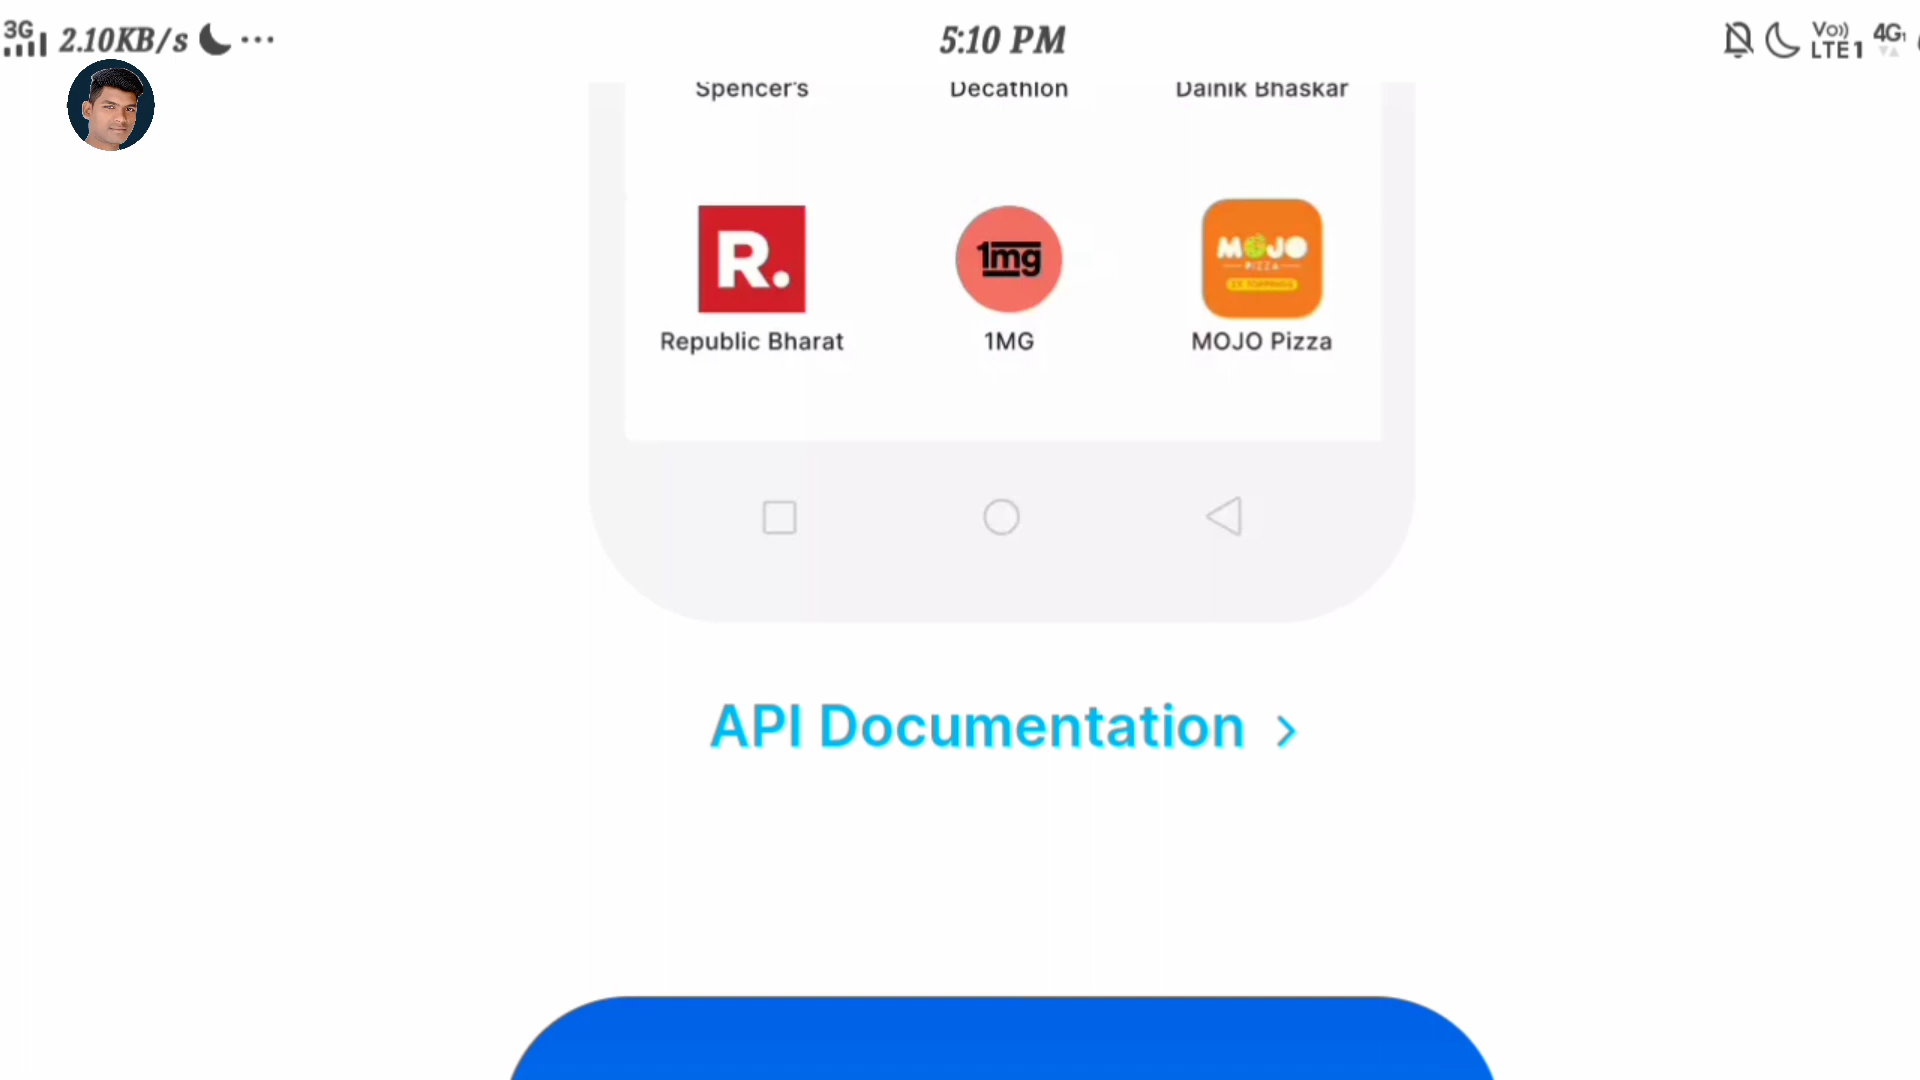 3G 2.10KB/s ... 5:10 PM Vo)) LTE1 4G
Spencer's Decathlon Dainik Bhaskar
R. 1mg MOJO PIZZA
Republic Bharat 1MG MOJO Pizza
API Documentation >